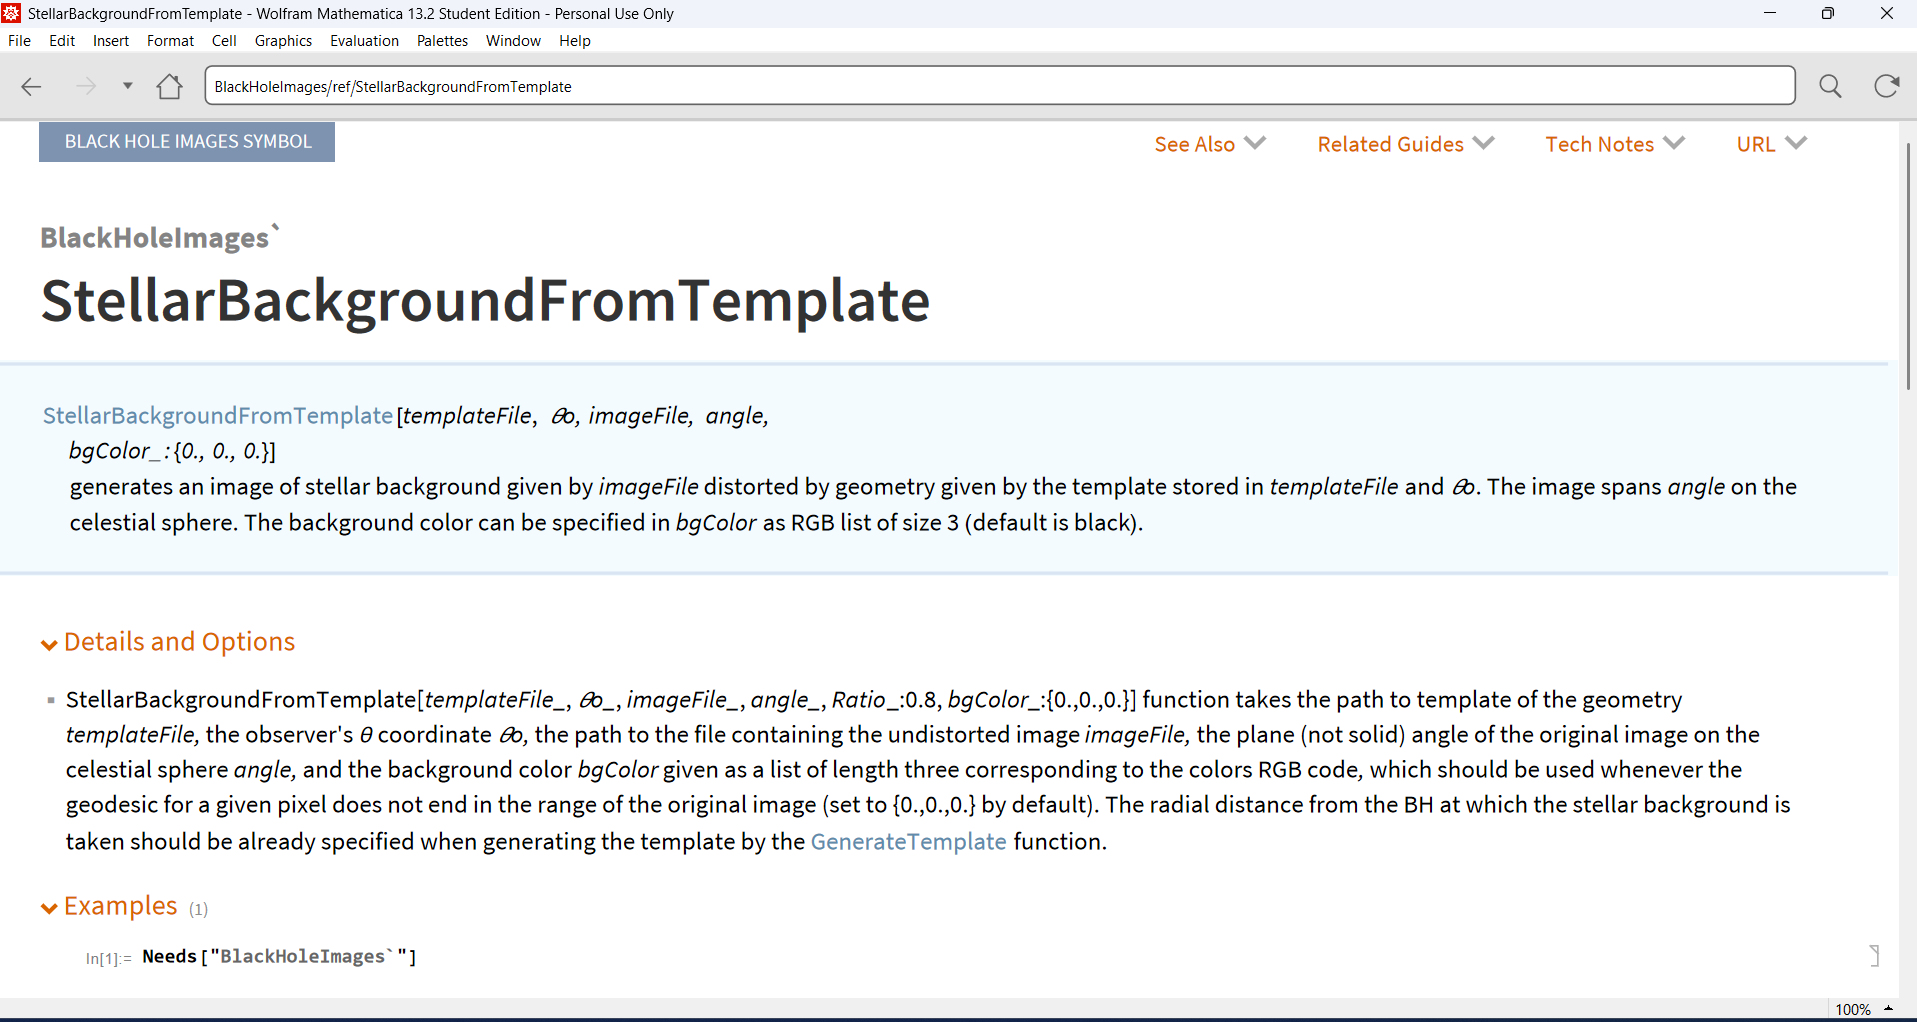 StellarBackgroundFromTemplate - Wolfram Mathematica 13.2 Student Edition - Personal Use Only
File Edit Insert Format Cell Graphics Evaluation Palettes Window Help
BlackHoleImages/ref/StellarBackgroundFromTemplate
BLACK HOLE IMAGES SYMBOL See Also Related Guides Tech Notes URL
BlackHoleImages`
StellarBackgroundFromTemplate
StellarBackgroundFromTemplate[templateFile, θo, imageFile, angle,
bgColor_:{0., 0., 0.}]
generates an image of stellar background given by imageFile distorted by geometry given by the template stored in templateFile and θo. The image spans angle on the
celestial sphere. The background color can be specified in bgColor as RGB list of size 3 (default is black).
Details and Options
▪ StellarBackgroundFromTemplate[templateFile_, θo_, imageFile_, angle_, Ratio_:0.8, bgColor_:{0.,0.,0.}] function takes the path to template of the geometry
templateFile, the observer's θ coordinate θo, the path to the file containing the undistorted image imageFile, the plane (not solid) angle of the original image on the
celestial sphere angle, and the background color bgColor given as a list of length three corresponding to the colors RGB code, which should be used whenever the
geodesic for a given pixel does not end in the range of the original image (set to {0.,0.,0.} by default). The radial distance from the BH at which the stellar background is
taken should be already specified when generating the template by the GenerateTemplate function.
Examples (1)
In[1]:= Needs["BlackHoleImages`"]
100%